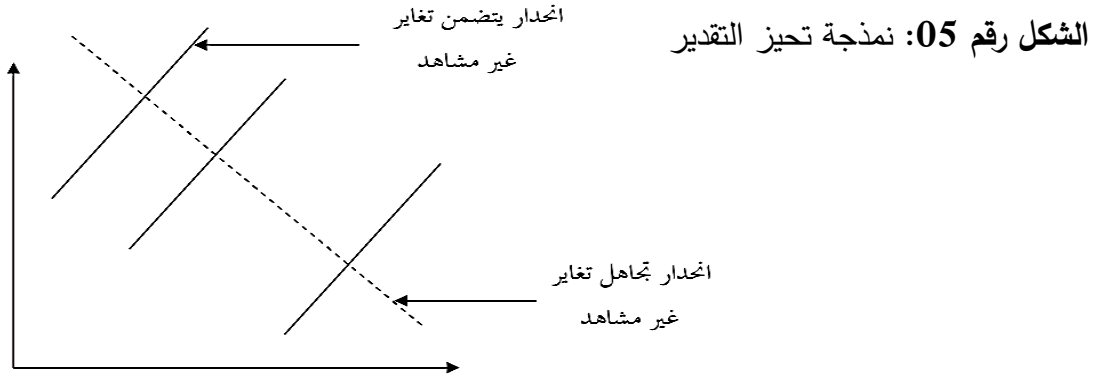 الشكل رقم 05: نمذجة تحيز التقدير
انحدار يتضمن تغاير
غير مشاهد
انحدار تجاهل تغاير
غير مشاهد